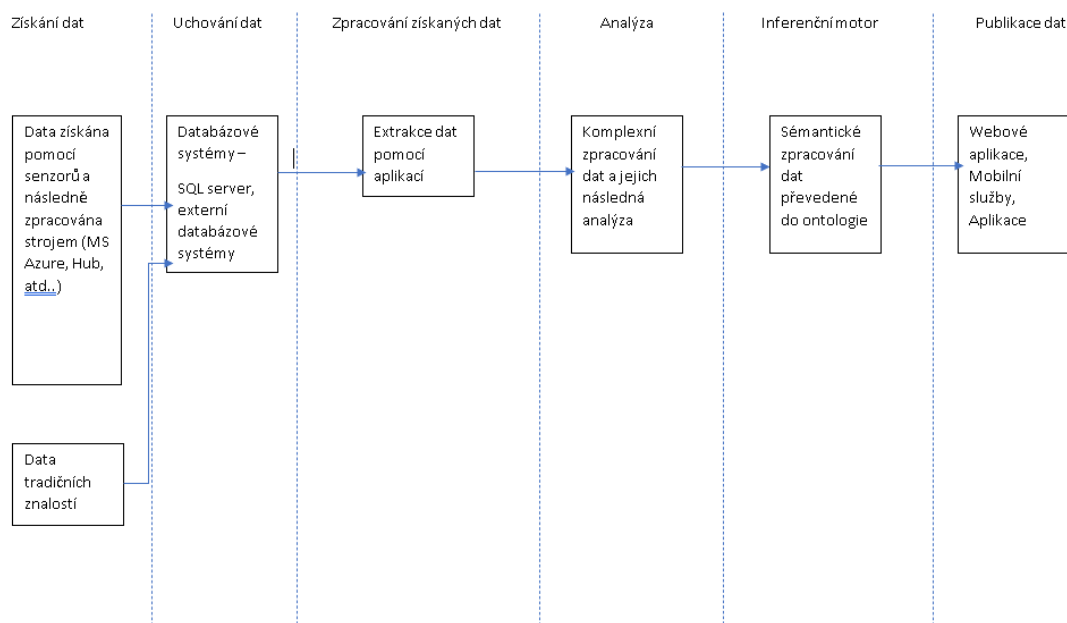 Získání dat
Uchování dat
Zpracování získaných dat
Analýza
Inferenční motor
Publikace dat
Data získána
pomocí
senzorů a
následně
zpracována
strojem (MS
Azure, Hub,
atd..)
Databázové
systémy –
SQL server,
externí
databázové
systémy
Extrakce dat
pomocí
aplikací
Komplexní
zpracování
dat a jejich
následná
analýza
Sémantické
zpracování
dat
převedené
do ontologie
Webové
aplikace,
Mobilní
služby,
Aplikace
Data
tradičních
znalostí